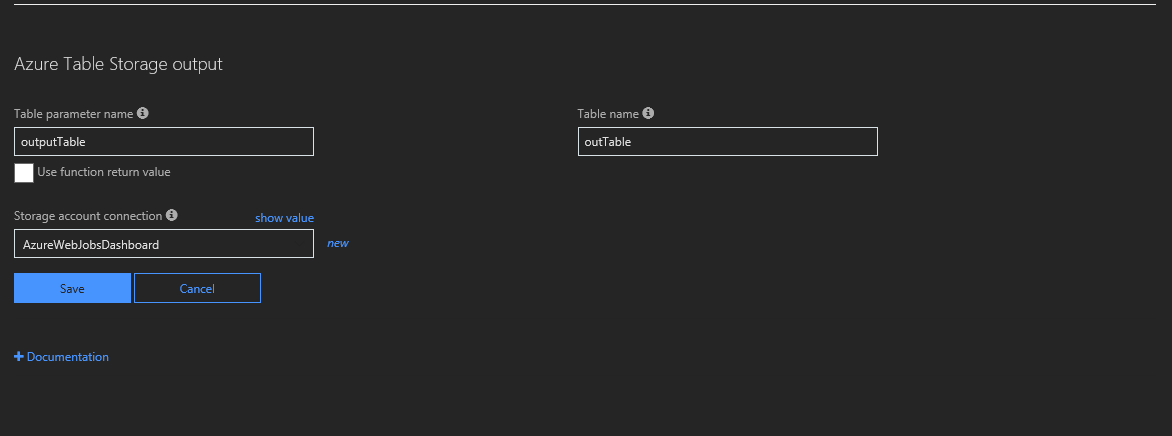 Azure Table Storage output
Table parameter name
Table name
outputTable
outTable
Use function return value
Storage account connection
show value
AzureWebJobsDashboard
new
Save
Cancel
Documentation